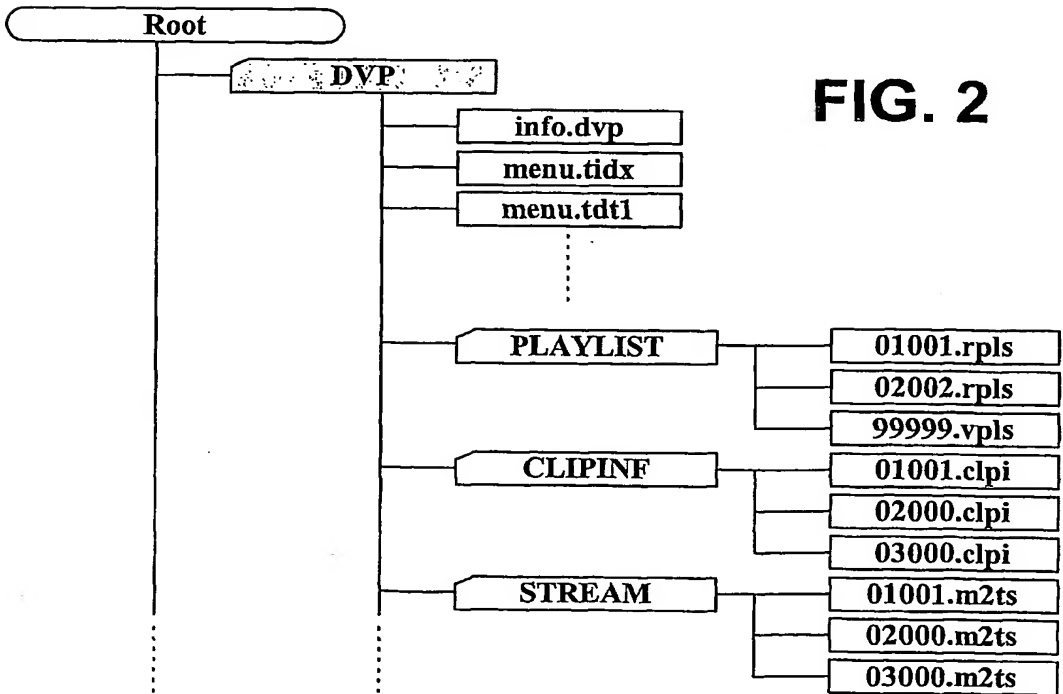 Root
DVP
FIG. 2
info.dvp
menu.tidx
menu.tdt1
PLAYLIST
01001.rpls
02002.rpls
99999.vpls
CLIPINF
01001.clpi
02000.clpi
03000.clpi
STREAM
01001.m2ts
02000.m2ts
03000.m2ts